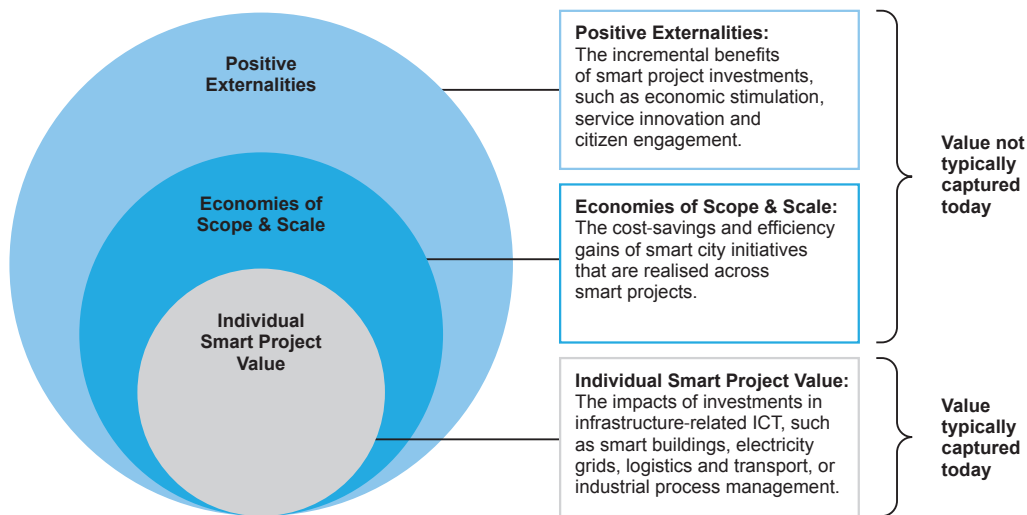 Positive
Externalities
Economies of
Scope & Scale
Individual
Smart Project
Value
Positive Externalities:
The incremental benefits
of smart project investments,
such as economic stimulation,
service innovation and
citizen engagement.
Economies of Scope & Scale:
The cost-savings and efficiency
gains of smart city initiatives
that are realised across
smart projects.
Value not
typically
captured
today
Individual Smart Project Value:
The impacts of investments in
infrastructure-related ICT, such
as smart buildings, electricity
grids, logistics and transport, or
industrial process management.
Value
typically
captured
today